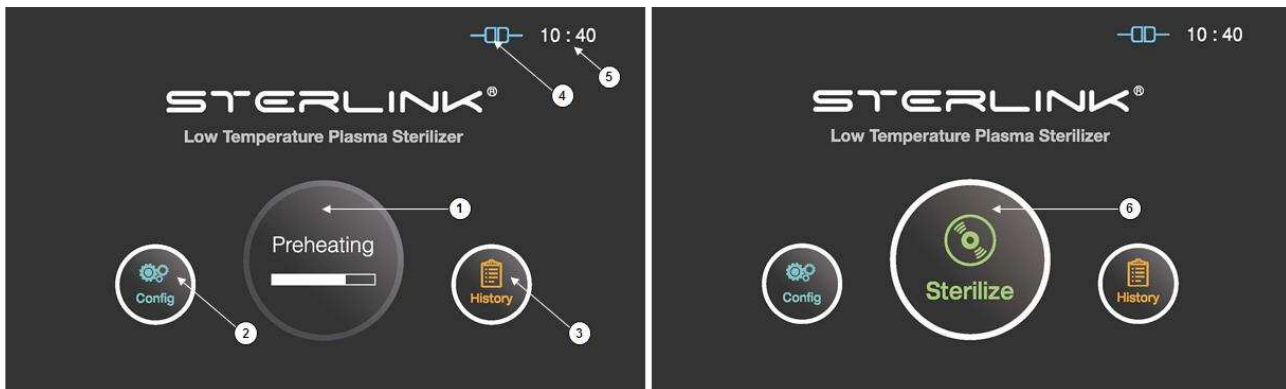 10 : 40
4
5
STERLINK®
Low Temperature Plasma Sterilizer
1
Preheating
Config
History
2
3
10 : 40
STERLINK®
Low Temperature Plasma Sterilizer
6
Sterilize
Config
History